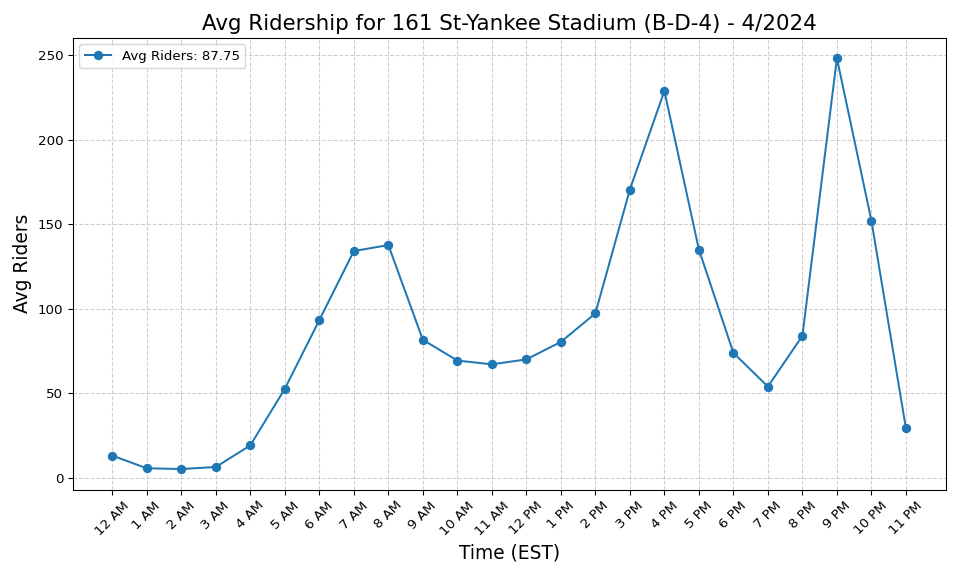 Avg Ridership for 161 St-Yankee Stadium (B-D-4) - 4/2024
Avg Riders: 87.75
Avg Riders
250
200
150
100
50
0
12 AM 1 AM 2 AM 3 AM 4 AM 5 AM 6 AM 7 AM 8 AM 9 AM 10 AM 11 AM 12 PM 1 PM 2 PM 3 PM 4 PM 5 PM 6 PM 7 PM 8 PM 9 PM 10 PM 11 PM
Time (EST)